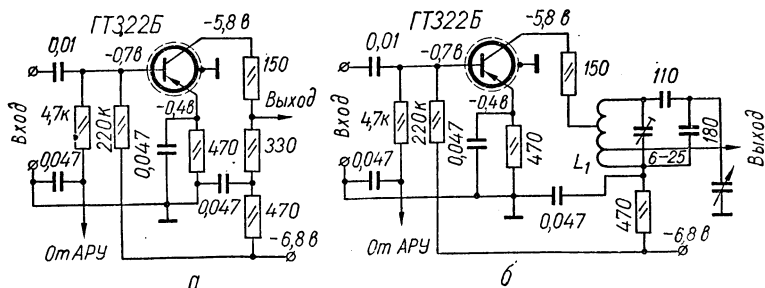 ГТ322Б
-5,8 в
0,01
-0,7в
150
Вход
4,7к
220к
-0,4в
Выход
0,047
470
330
0,047
0,047
470
От АРУ
-6,8 в
а
ГТ322Б
-5,8 в
0,01
-0,7в
150
110
Вход
4,7к
220к
-0,4в
0,047
470
L1
6-25
180
Выход
0,047
0,047
470
От АРУ
-6,8 в
б